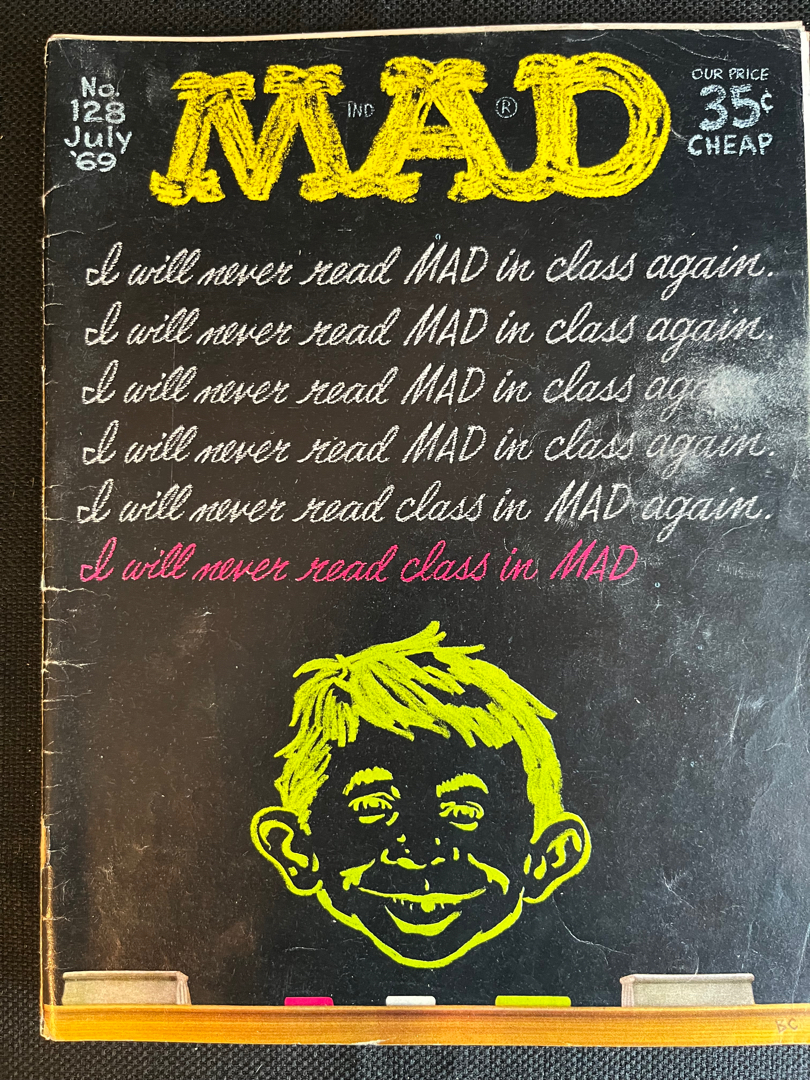 No.
128
July
'69
MAD
IND
®
OUR PRICE
35¢
CHEAP
I will never read MAD in class again.
I will never read MAD in class again.
I will never read MAD in class again.
I will never read MAD in class again.
I will never read class in MAD again.
I will never read class in MAD